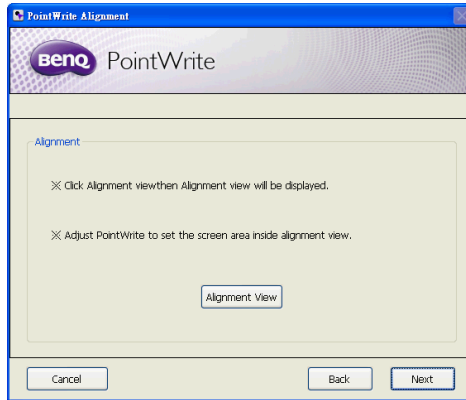 PointWrite Alignment
BenQ PointWrite
Alignment
※ Click Alignment viewthen Alignment view will be displayed.
※ Adjust PointWrite to set the screen area inside alignment view.
Alignment View
Cancel Back Next